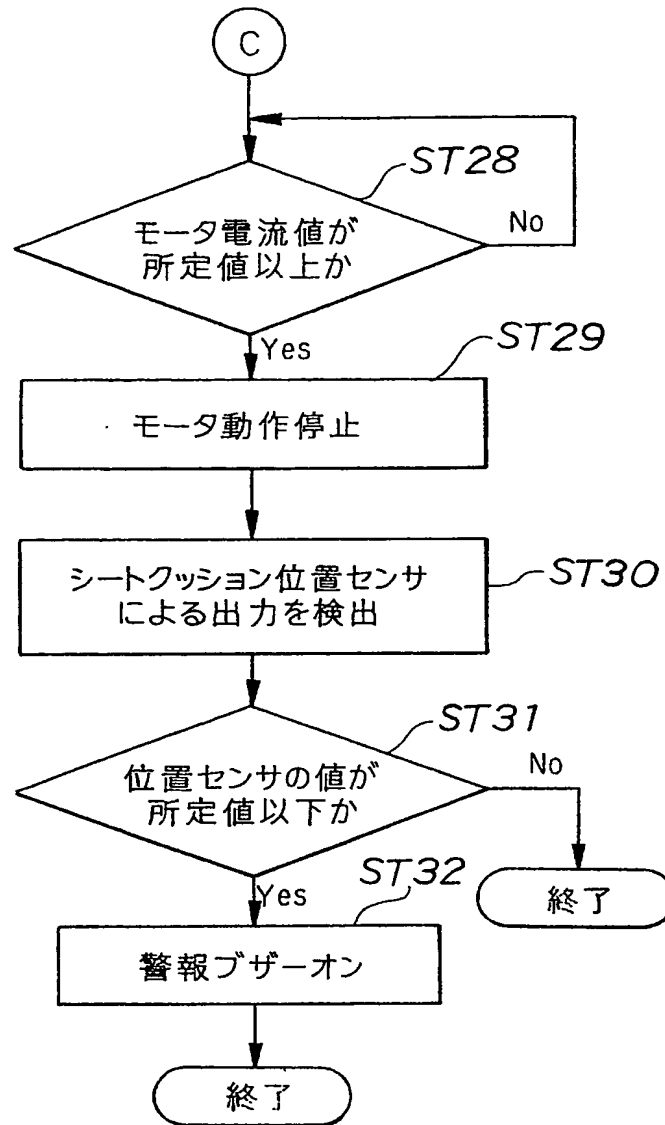 C
ST28
モータ電流値が
所定値以上か
No
Yes
ST29
モータ動作停止
シートクッション位置センサ
による出力を検出
ST30
ST31
位置センサの値が
所定値以下か
No
Yes
ST32
終了
警報ブザーオン
終了